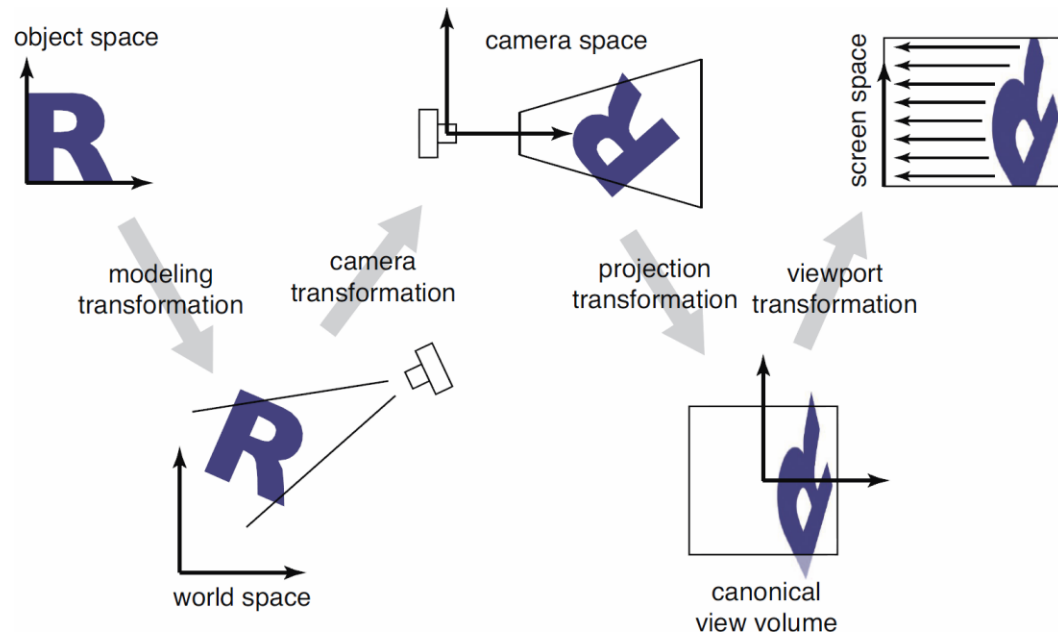 object space
R
camera space
R
screen space
R
modeling
transformation
camera
transformation
projection
transformation
viewport
transformation
R
world space
R
canonical
view volume